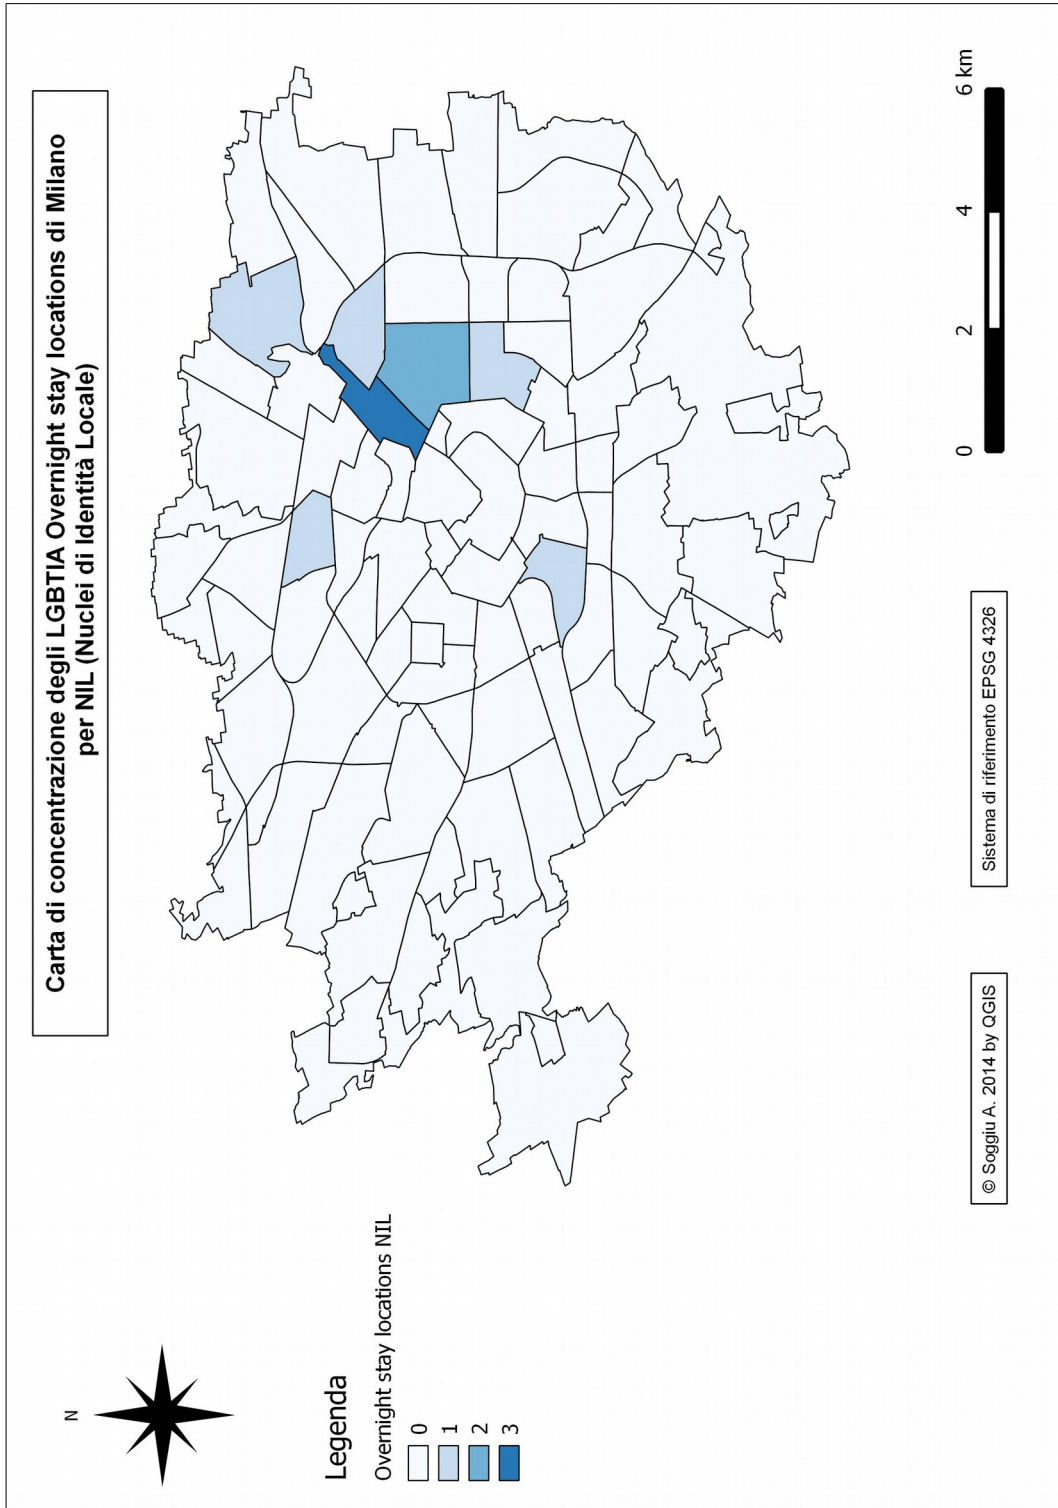 Carta di concentrazione degli LGBTIA Overnight stay locations di Milano
per NIL (Nuclei di Identità Locale)
N
Legenda
Overnight stay locations NIL
0
1
2
3
0 2 4 6 km
© Soggiu A. 2014 by QGIS
Sistema di riferimento EPSG 4326